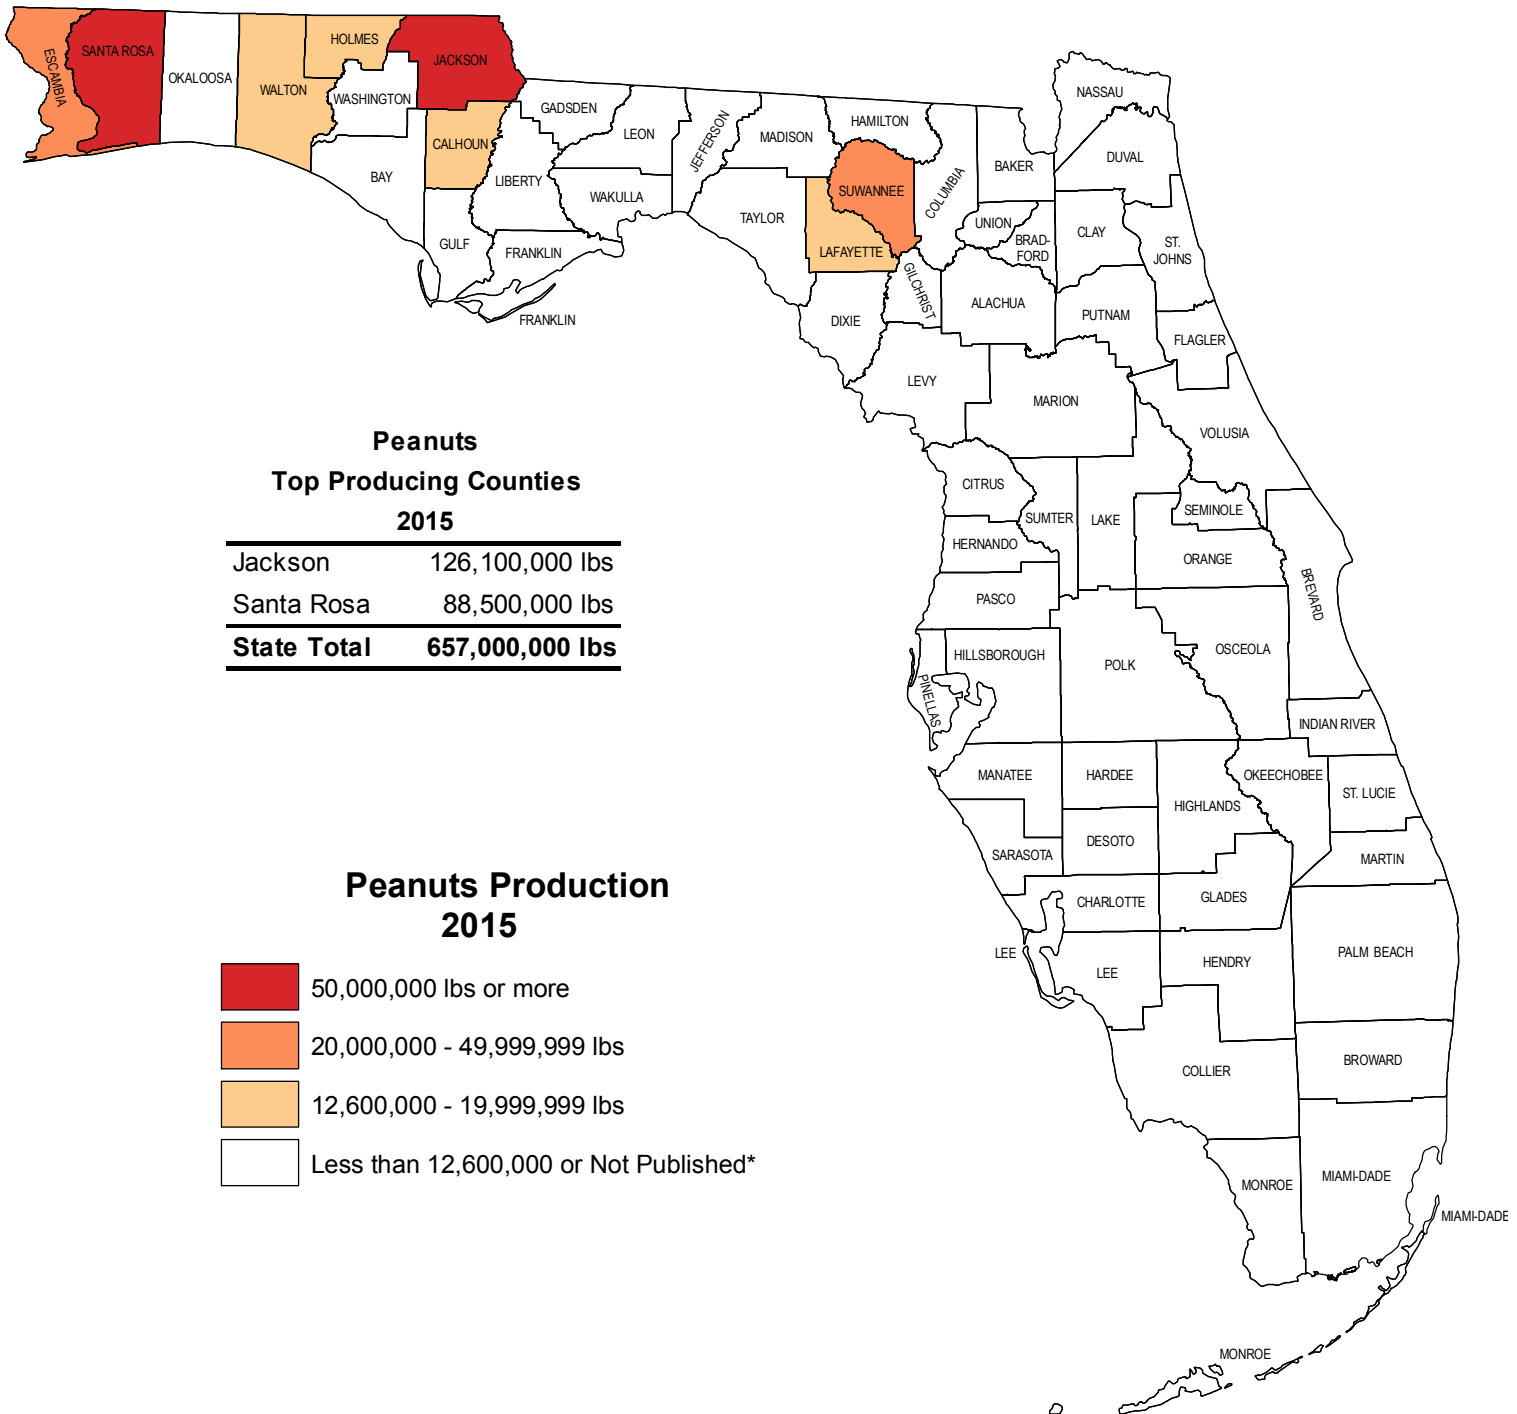 ESCAMBIA
SANTA ROSA
OKALOOSA
WALTON
HOLMES
WASHINGTON
JACKSON
BAY
CALHOUN
GULF
GADSDEN
LIBERTY
FRANKLIN
FRANKLIN
LEON
WAKULLA
JEFFERSON
MADISON
TAYLOR
HAMILTON
SUWANNEE
LAFAYETTE
DIXIE
COLUMBIA
GILCHRIST
BAKER
UNION
BRAD-
FORD
ALACHUA
NASSAU
DUVAL
CLAY
ST.
JOHNS
PUTNAM
FLAGLER
LEVY
MARION
VOLUSIA
Peanuts
Top Producing Counties
2015
Jackson 126,100,000 lbs
Santa Rosa 88,500,000 lbs
State Total 657,000,000 lbs
CITRUS
SUMTER
LAKE
SEMINOLE
HERNANDO
ORANGE
BREVARD
PASCO
HILLSBOROUGH
PINELLAS
POLK
OSCEOLA
INDIAN RIVER
MANATEE
HARDEE
HIGHLANDS
OKEECHOBEE
ST. LUCIE
SARASOTA
DESOTO
MARTIN
CHARLOTTE
GLADES
LEE
LEE
HENDRY
PALM BEACH
COLLIER
BROWARD
MONROE
MIAMI-DADE
MIAMI-DADE
MONROE
Peanuts Production
2015
50,000,000 lbs or more
20,000,000 - 49,999,999 lbs
12,600,000 - 19,999,999 lbs
Less than 12,600,000 or Not Published*